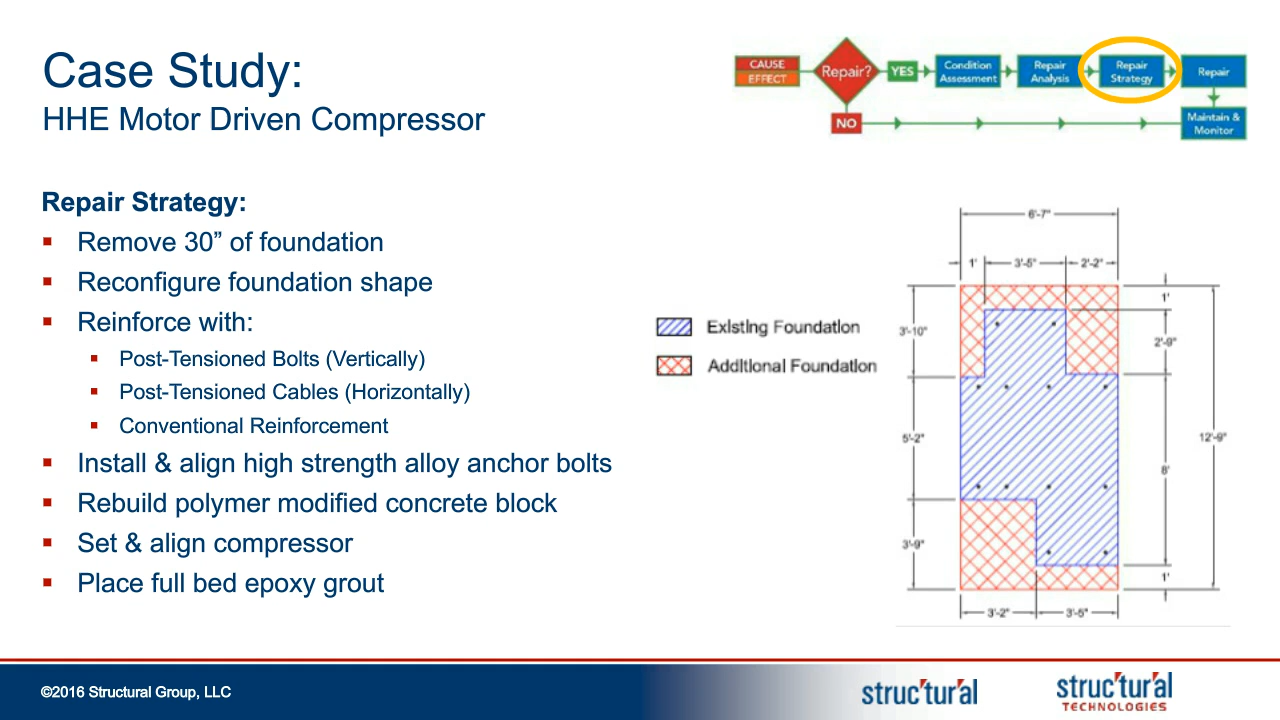 Case Study:
HHE Motor Driven Compressor
CAUSE
EFFECT
Repair?
YES
Condition
Assessment
Repair
Analysis
Repair
Strategy
Repair
NO
Maintain &
Monitor
Repair Strategy:
▪ Remove 30” of foundation
▪ Reconfigure foundation shape
▪ Reinforce with:
▪ Post-Tensioned Bolts (Vertically)
▪ Post-Tensioned Cables (Horizontally)
▪ Conventional Reinforcement
▪ Install & align high strength alloy anchor bolts
▪ Rebuild polymer modified concrete block
▪ Set & align compressor
▪ Place full bed epoxy grout
Existing Foundation
Additional Foundation
6'-7"
1'
3'-5"
2'-2"
3'-10"
5'-2"
3'-9"
1'
2'-9"
8'
1'
12'-9"
3'-2"
3'-5"
©2016 Structural Group, LLC
structural
structural
TECHNOLOGIES